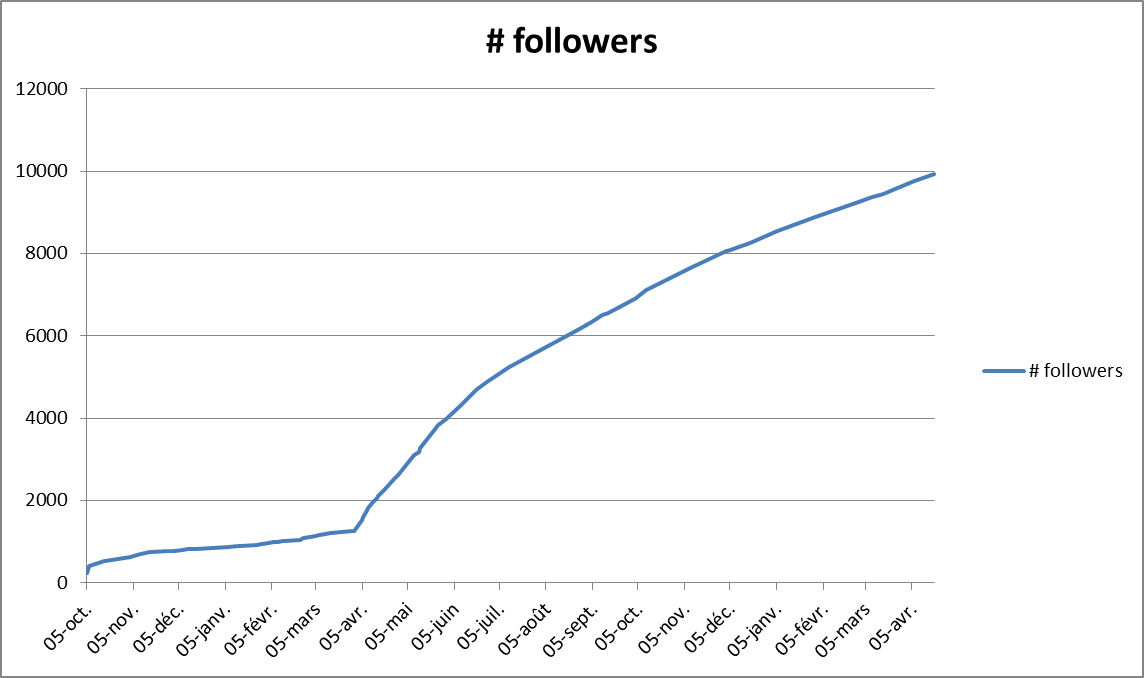 # followers
12000
10000
8000
6000
4000
2000
0
# followers
05-oct.
05-nov.
05-déc.
05-janv.
05-févr.
05-mars
05-avr.
05-mai
05-juin
05-juil.
05-août
05-sept.
05-oct.
05-nov.
05-déc.
05-janv.
05-févr.
05-mars
05-avr.